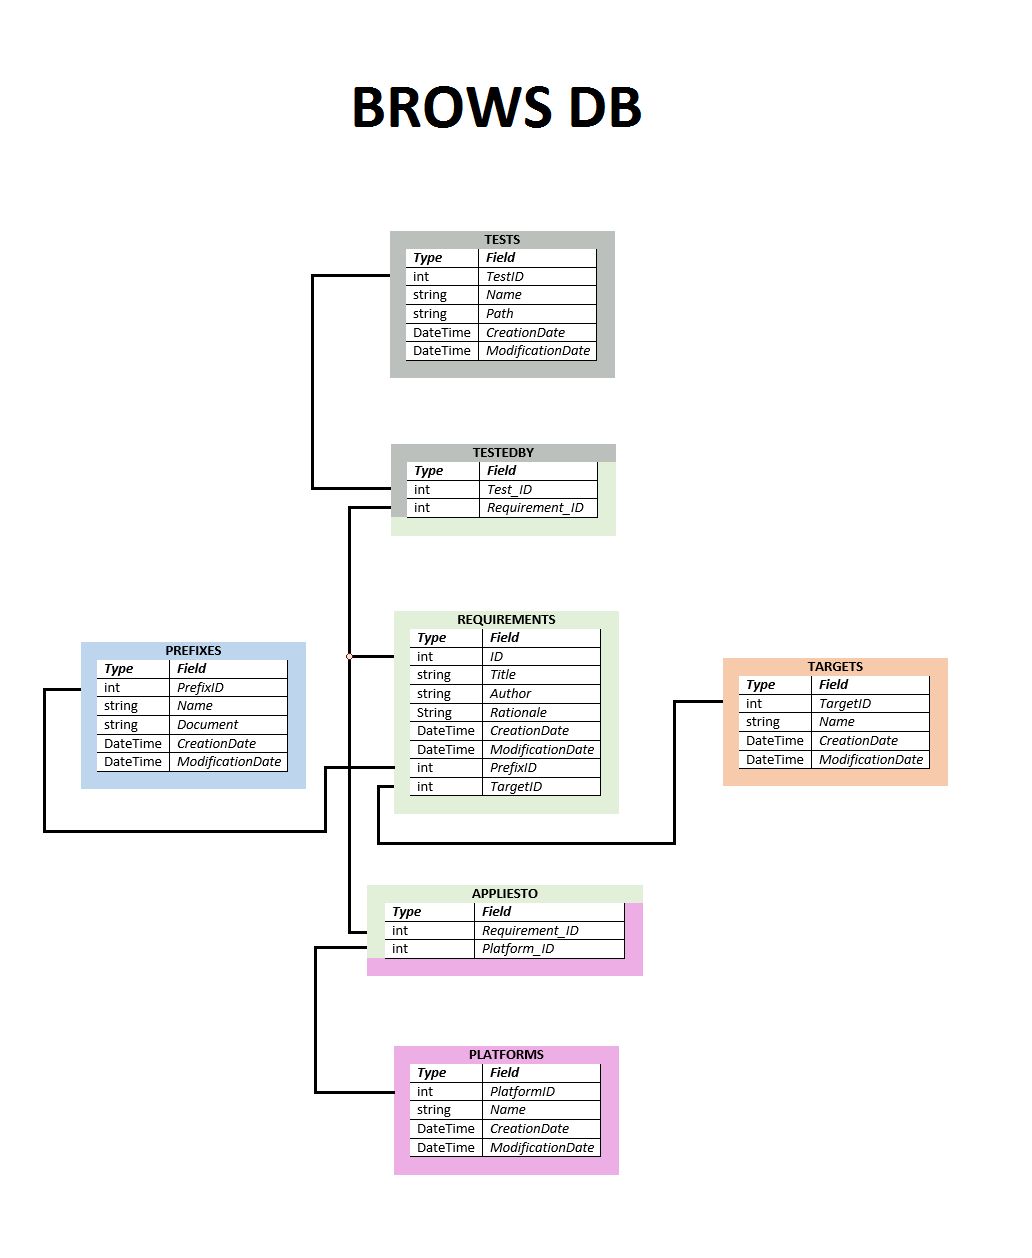 BROWS DB
TESTS
Type Field
int TestID
string Name
string Path
DateTime CreationDate
DateTime ModificationDate
TESTEDBY
Type Field
int Test_ID
int Requirement_ID
REQUIREMENTS
Type Field
int ID
string Title
string Author
String Rationale
DateTime CreationDate
DateTime ModificationDate
int PrefixID
int TargetID
PREFIXES
Type Field
int PrefixID
string Name
string Document
DateTime CreationDate
DateTime ModificationDate
TARGETS
Type Field
int TargetID
string Name
DateTime CreationDate
DateTime ModificationDate
APPLIESTO
Type Field
int Requirement_ID
int Platform_ID
PLATFORMS
Type Field
int PlatformID
string Name
DateTime CreationDate
DateTime ModificationDate